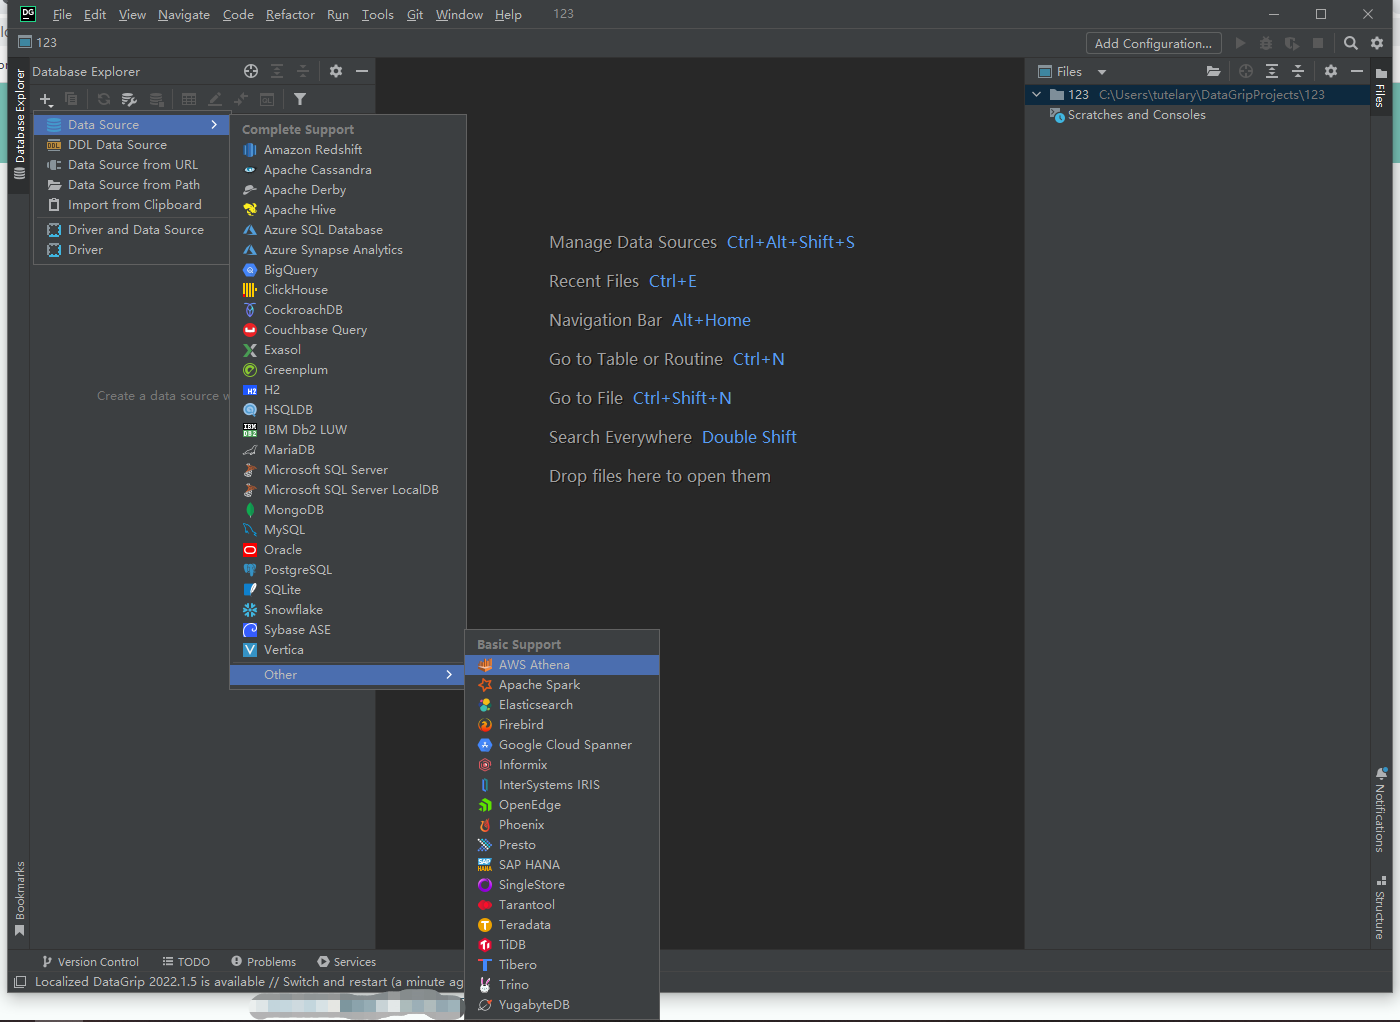 DG File Edit View Navigate Code Refactor Run Tools Git Window Help 123
123
Add Configuration...
Database Explorer
Files
Database Explorer
Data Source
DDL Data Source
Data Source from URL
Data Source from Path
Import from Clipboard
Driver and Data Source
Driver
Create a data source w
Complete Support
Amazon Redshift
Apache Cassandra
Apache Derby
Apache Hive
Azure SQL Database
Azure Synapse Analytics
BigQuery
ClickHouse
CockroachDB
Couchbase Query
Exasol
Greenplum
H2 H2
HSQLDB
IBM DB2 IBM Db2 LUW
MariaDB
Microsoft SQL Server
Microsoft SQL Server LocalDB
MongoDB
MySQL
Oracle
PostgreSQL
SQLite
Snowflake
Sybase ASE
Vertica
Other
Basic Support
AWS Athena
Apache Spark
Elasticsearch
Firebird
Google Cloud Spanner
Informix
InterSystems IRIS
OpenEdge
Phoenix
Presto
SAP HANA SAP HANA
SingleStore
Tarantool
Teradata
TiDB
Tibero
Trino
YugabyteDB
Manage Data Sources Ctrl+Alt+Shift+S
Recent Files Ctrl+E
Navigation Bar Alt+Home
Go to Table or Routine Ctrl+N
Go to File Ctrl+Shift+N
Search Everywhere Double Shift
Drop files here to open them
123 C:\Users\tutelary\DataGripProjects\123
Scratches and Consoles
Files
Notifications
Structure
Bookmarks
Version Control TODO Problems Services
Localized DataGrip 2022.1.5 is available // Switch and restart (a minute ag